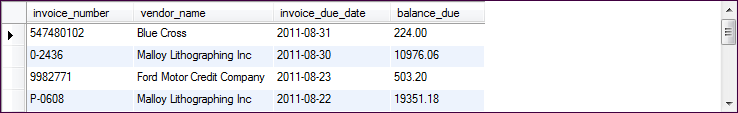 invoice_number vendor_name invoice_due_date balance_due
547480102 Blue Cross 2011-08-31 224.00
0-2436 Malloy Lithographing Inc 2011-08-30 10976.06
9982771 Ford Motor Credit Company 2011-08-23 503.20
P-0608 Malloy Lithographing Inc 2011-08-22 19351.18